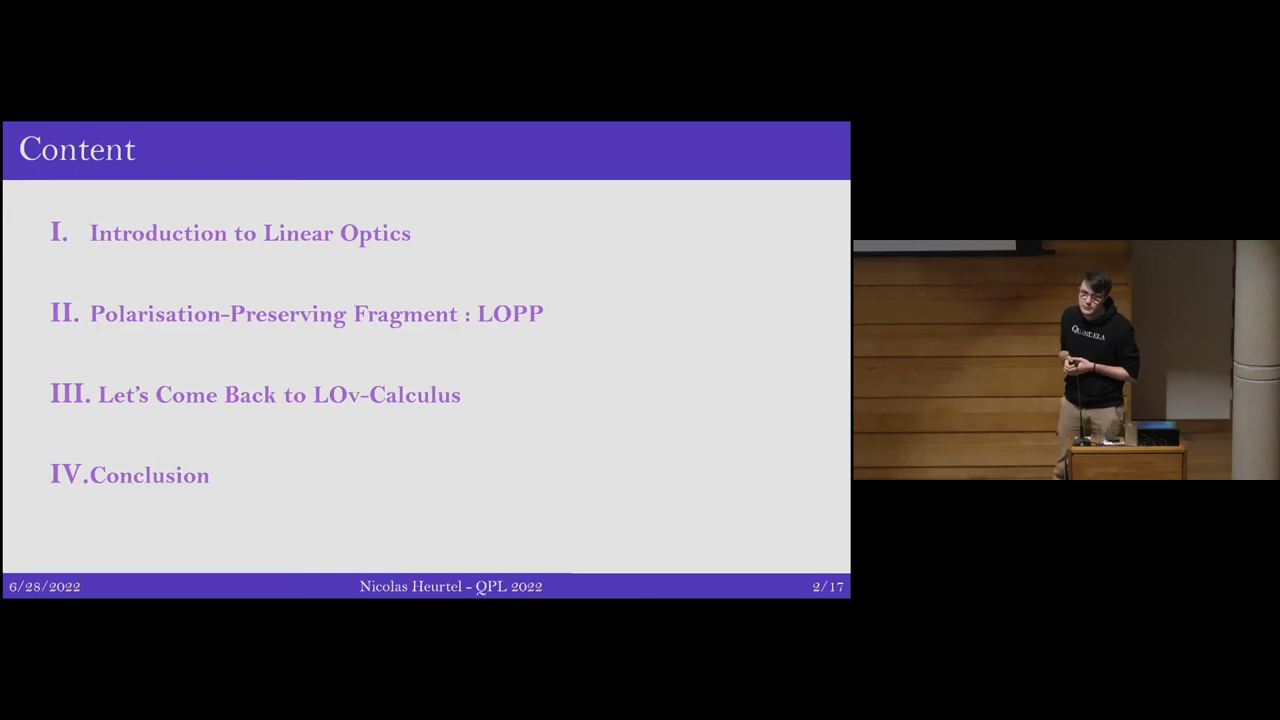 Content
I. Introduction to Linear Optics
II. Polarisation-Preserving Fragment : LOPP
III. Let's Come Back to LOv-Calculus
IV.Conclusion
6/28/2022
Nicolas Heurtel - QPL 2022
2/17
QUANDELA